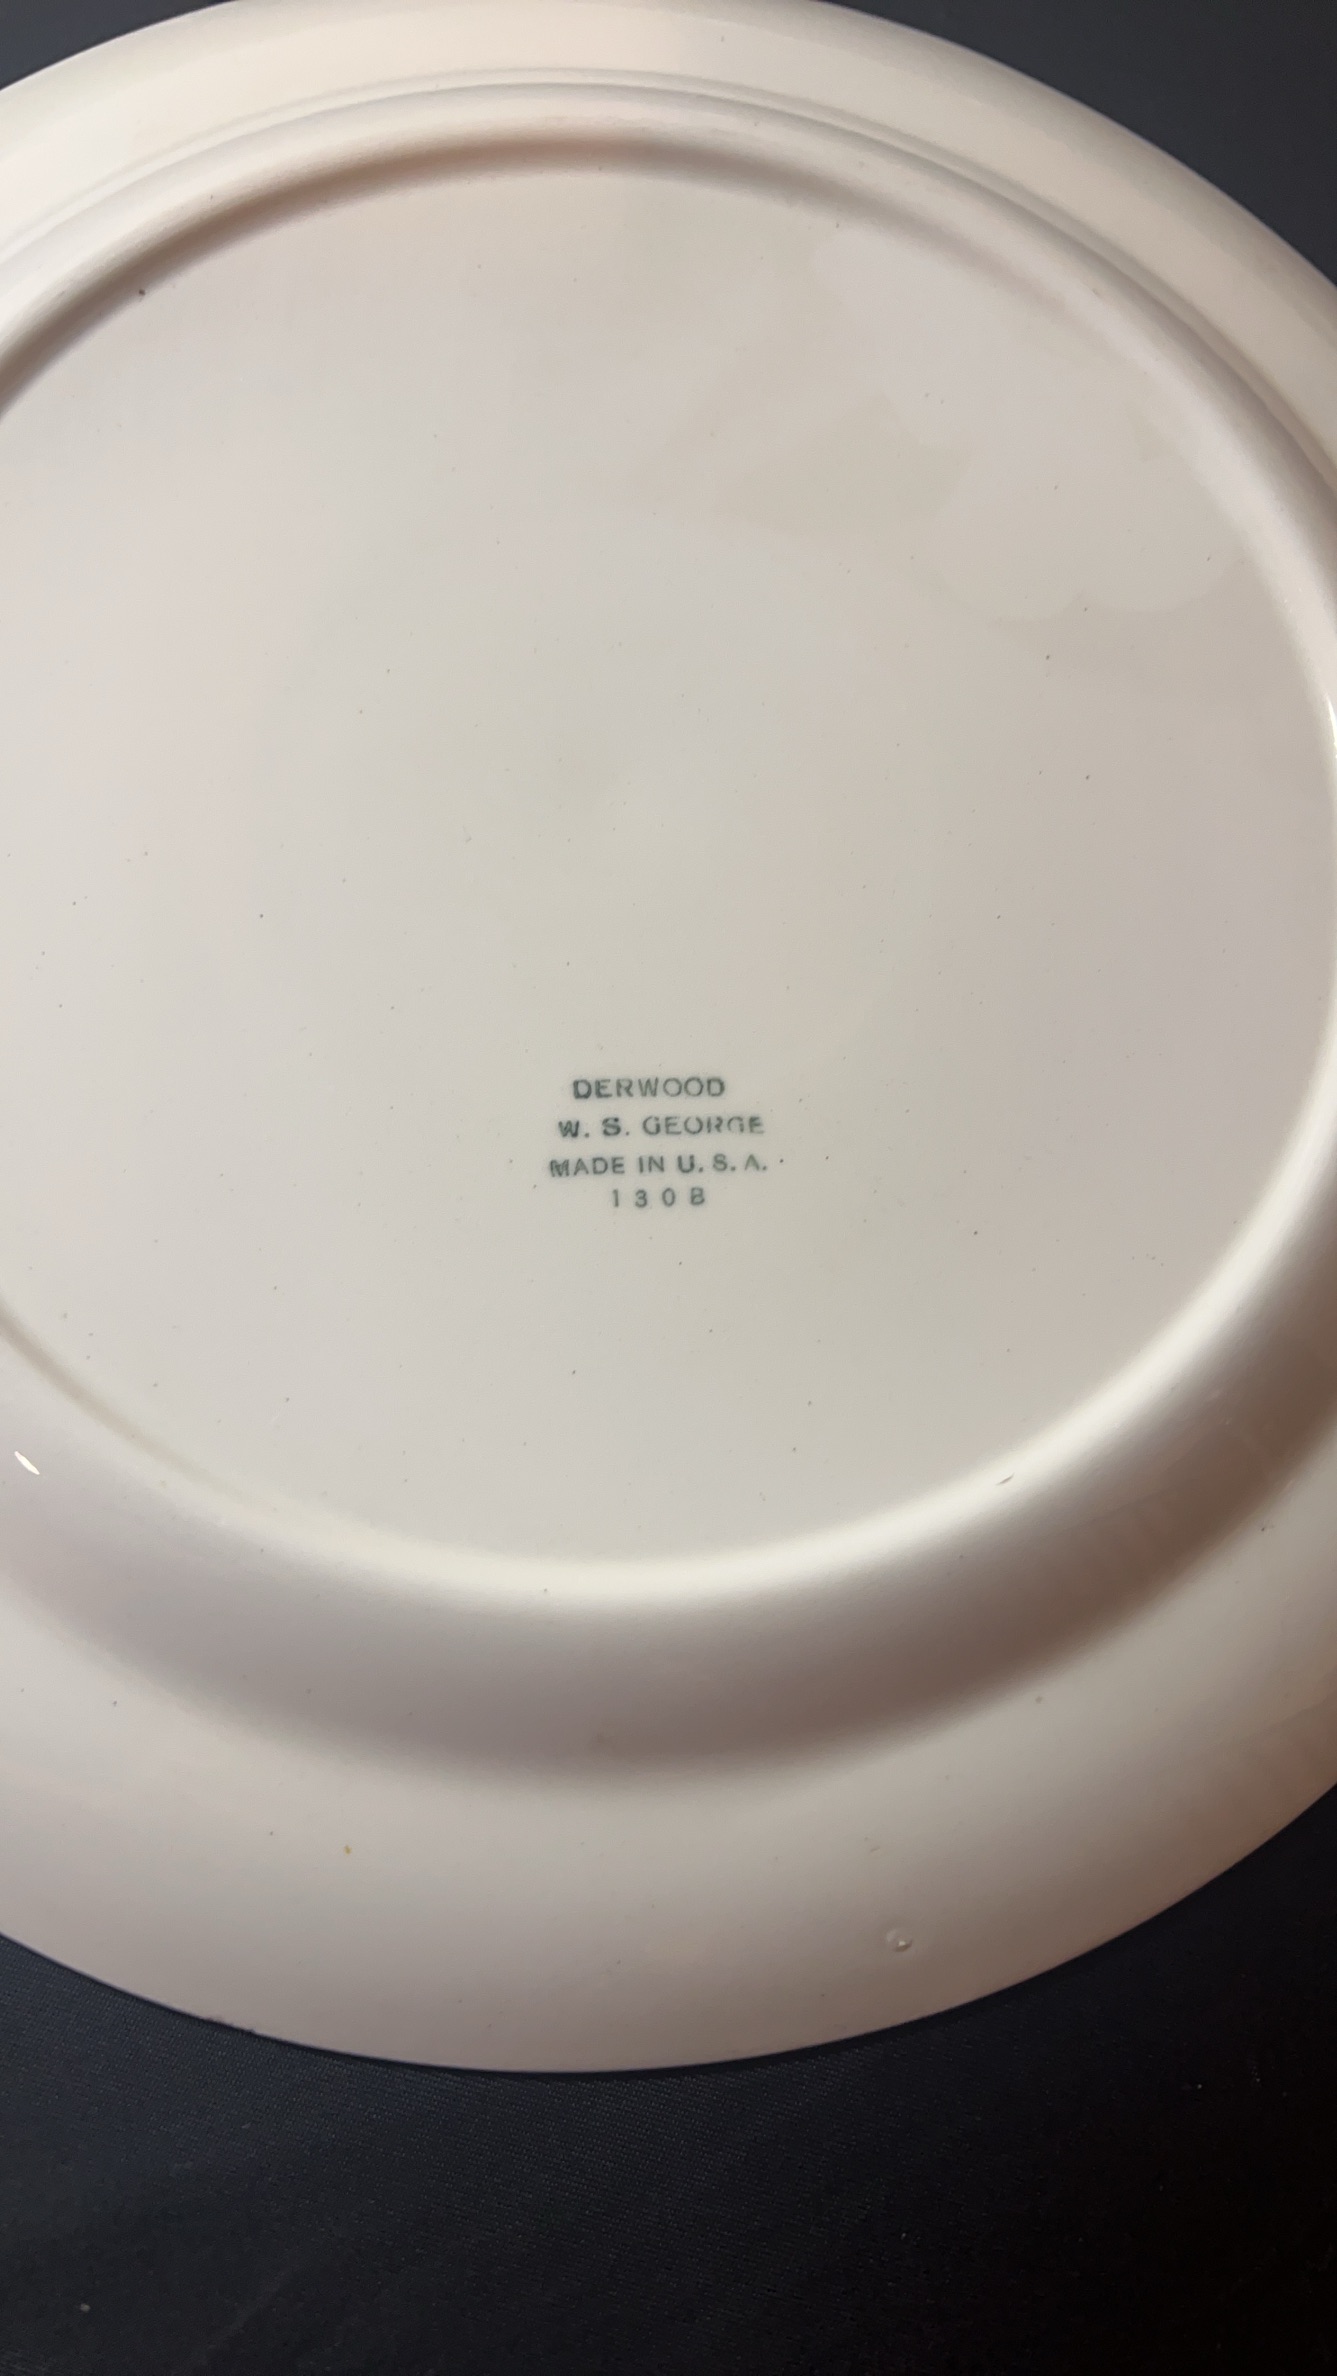 DERWOOD
W. S. GEORGE
MADE IN U. S. A.
130B